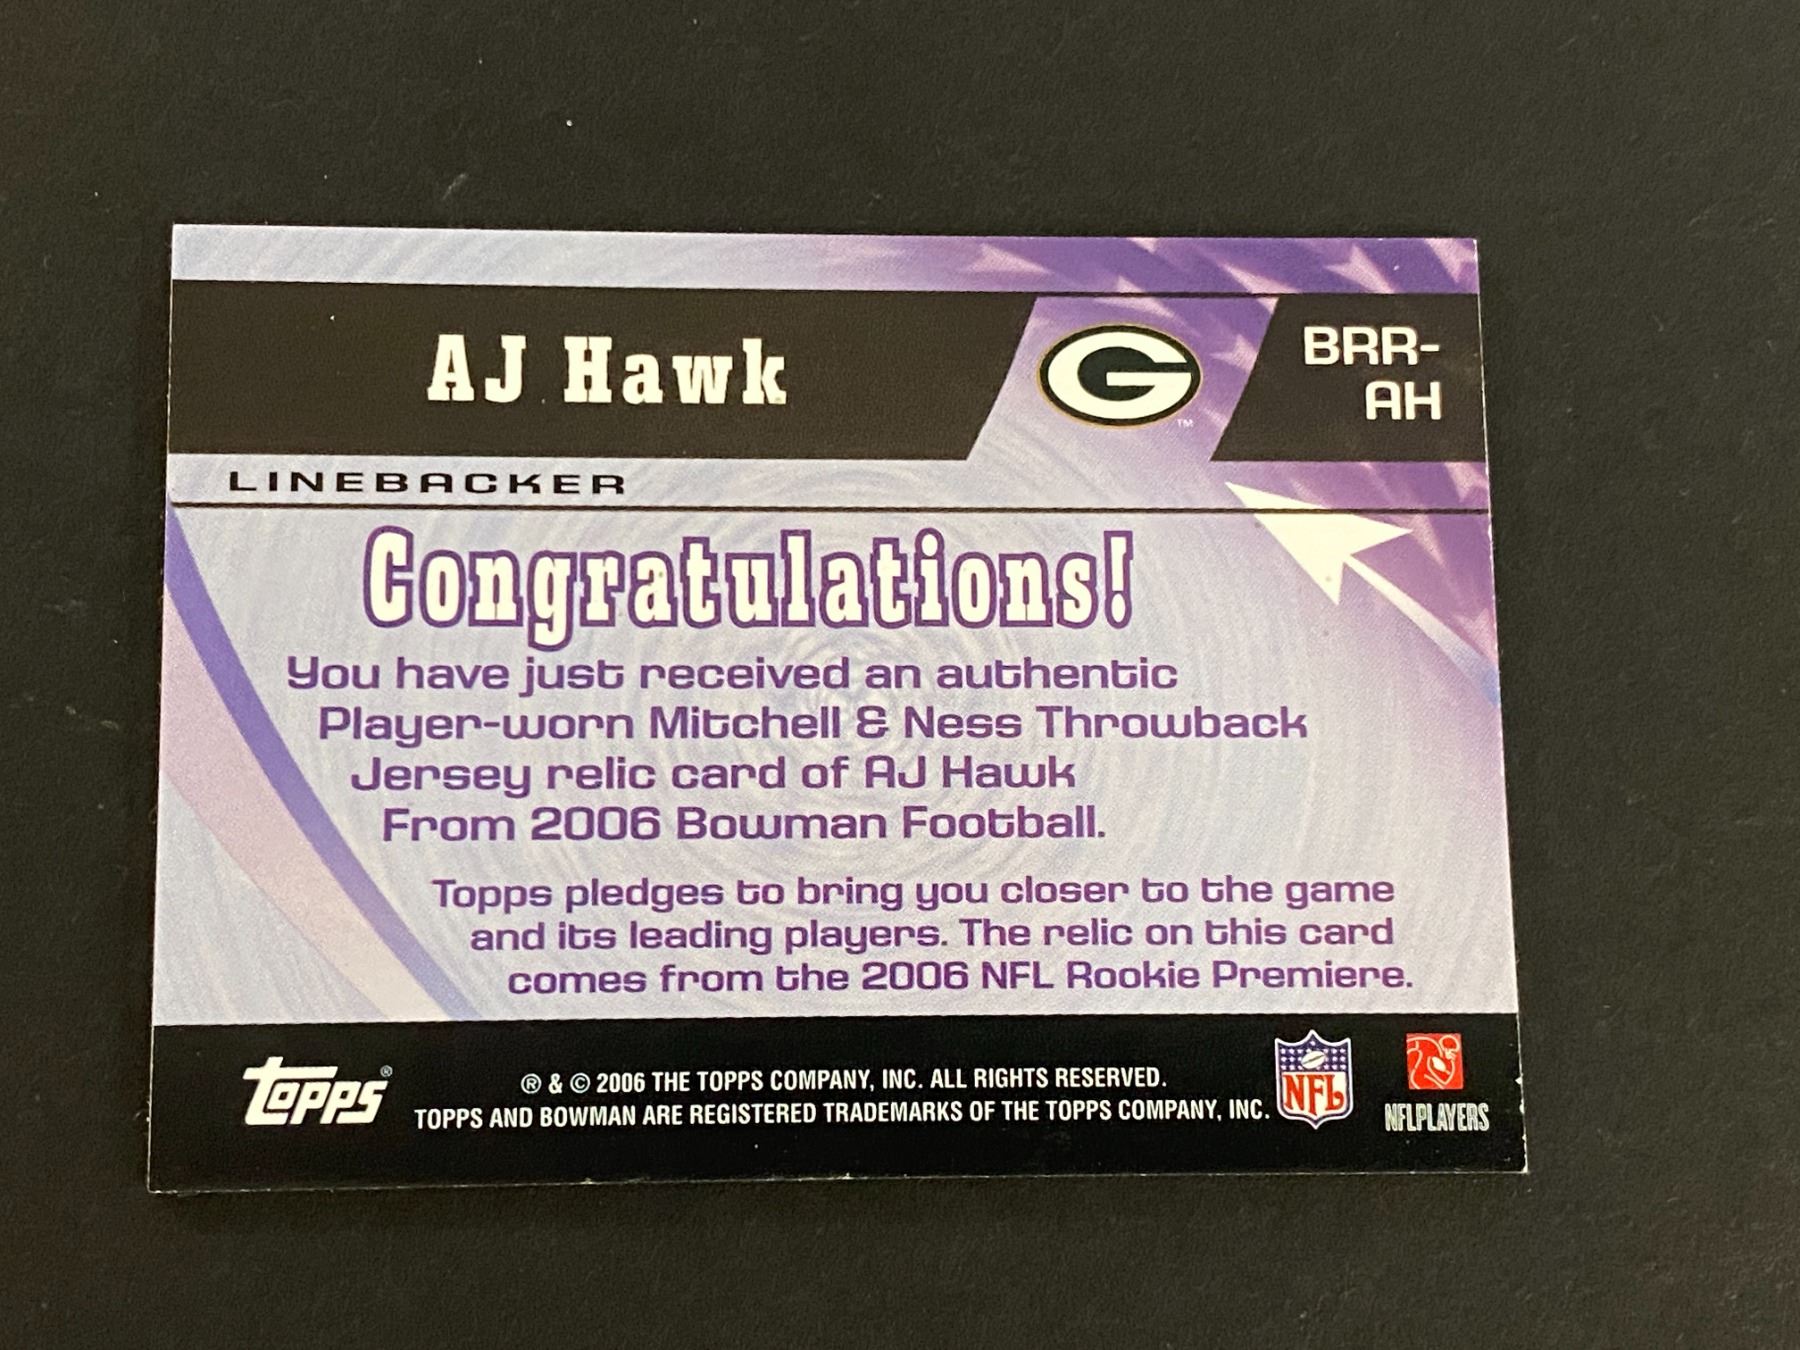 AJ Hawk
G
TM
BRR-
AH
LINEBACKER
Congratulations!
You have just received an authentic
Player-worn Mitchell & Ness Throwback
Jersey relic card of AJ Hawk
From 2006 Bowman Football.
Topps pledges to bring you closer to the game
and its leading players. The relic on this card
comes from the 2006 NFL Rookie Premiere.
topps®
® & © 2006 THE TOPPS COMPANY, INC. ALL RIGHTS RESERVED.
TOPPS AND BOWMAN ARE REGISTERED TRADEMARKS OF THE TOPPS COMPANY, INC.
NFL
NFLPLAYERS